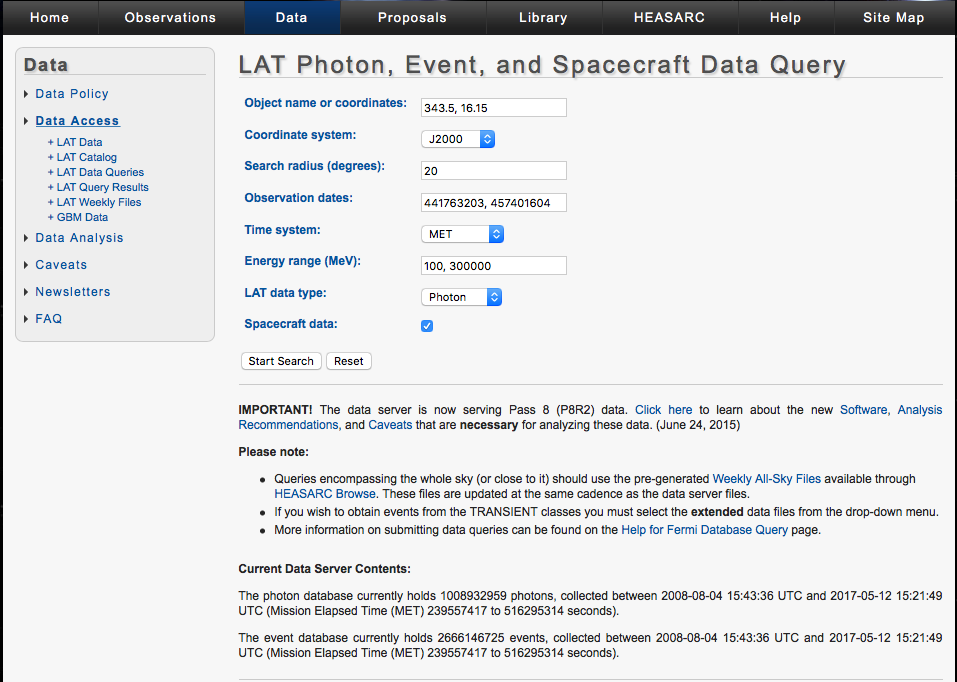 Home Observations Data Proposals Library HEASARC Help Site Map
Data
Data Policy
Data Access
+ LAT Data
+ LAT Catalog
+ LAT Data Queries
+ LAT Query Results
+ LAT Weekly Files
+ GBM Data
Data Analysis
Caveats
Newsletters
FAQ
LAT Photon, Event, and Spacecraft Data Query
Object name or coordinates: 343.5, 16.15
Coordinate system: J2000
Search radius (degrees): 20
Observation dates: 441763203, 457401604
Time system: MET
Energy range (MeV): 100, 300000
LAT data type: Photon
Spacecraft data:
Start Search Reset
IMPORTANT! The data server is now serving Pass 8 (P8R2) data. Click here to learn about the new Software, Analysis
Recommendations, and Caveats that are necessary for analyzing these data. (June 24, 2015)
Please note:
• Queries encompassing the whole sky (or close to it) should use the pre-generated Weekly All-Sky Files available through
HEASARC Browse. These files are updated at the same cadence as the data server files.
• If you wish to obtain events from the TRANSIENT classes you must select the extended data files from the drop-down menu.
• More information on submitting data queries can be found on the Help for Fermi Database Query page.
Current Data Server Contents:
The photon database currently holds 1008932959 photons, collected between 2008-08-04 15:43:36 UTC and 2017-05-12 15:21:49
UTC (Mission Elapsed Time (MET) 239557417 to 516295314 seconds).
The event database currently holds 2666146725 events, collected between 2008-08-04 15:43:36 UTC and 2017-05-12 15:21:49
UTC (Mission Elapsed Time (MET) 239557417 to 516295314 seconds).